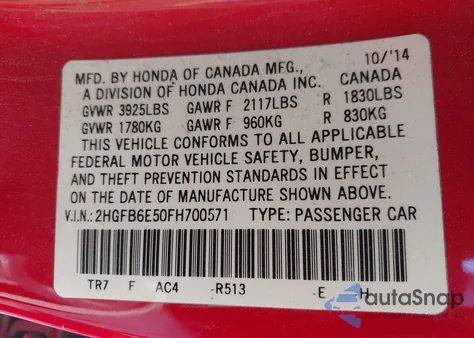 10/'14
MFD. BY HONDA OF CANADA MFG.,
A DIVISION OF HONDA CANADA INC. CANADA
GVWR 3925LBS GAWR F 2117LBS R 1830LBS
GVWR 1780KG GAWR F 960KG R 830KG
THIS VEHICLE CONFORMS TO ALL APPLICABLE
FEDERAL MOTOR VEHICLE SAFETY, BUMPER,
AND THEFT PREVENTION STANDARDS IN EFFECT
ON THE DATE OF MANUFACTURE SHOWN ABOVE.
V.I.N.: 2HGFB6E50FH700571 TYPE: PASSENGER CAR
TR7 F AC4 -R513 -E H
autaSnap